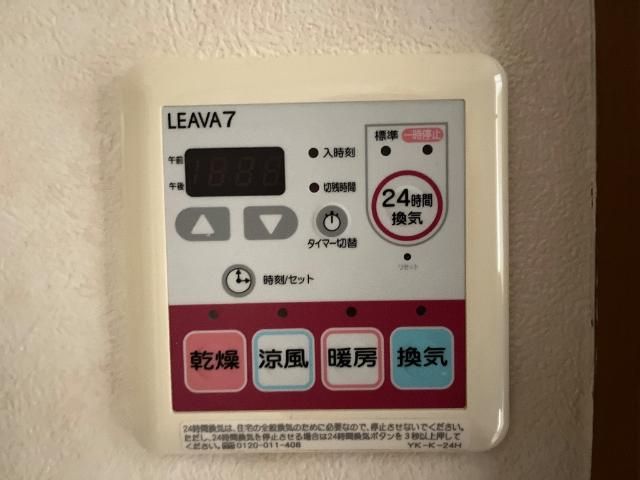 LEAVA7
標準 一時停止
午前
入時刻
午後
切残時間
24時間
換気
タイマー切替
リセット
時刻/セット
乾燥 涼風 暖房 換気
24時間換気は、住宅の全般換気のために必要なので、停止させないでください。
ただし、24時間換気を停止させる場合は24時間換気ボタンを3秒以上押して
ください。 0120-011-408 YK-K-24H